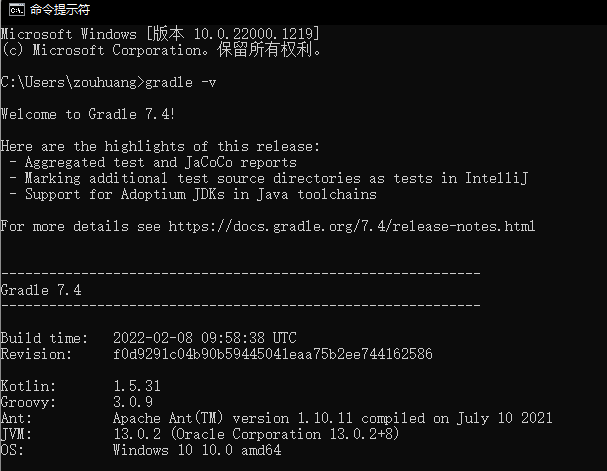 命令提示符
Microsoft Windows [版本 10.0.22000.1219]
(c) Microsoft Corporation。保留所有权利。
C:\Users\zouhuang>gradle -v
Welcome to Gradle 7.4!
Here are the highlights of this release:
 - Aggregated test and JaCoCo reports
 - Marking additional test source directories as tests in IntelliJ
 - Support for Adoptium JDKs in Java toolchains
For more details see https://docs.gradle.org/7.4/release-notes.html
------------------------------------------------------------
Gradle 7.4
------------------------------------------------------------
Build time:   2022-02-08 09:58:38 UTC
Revision:     f0d9291c04b90b59445041eaa75b2ee744162586
Kotlin:       1.5.31
Groovy:       3.0.9
Ant:          Apache Ant(TM) version 1.10.11 compiled on July 10 2021
JVM:          13.0.2 (Oracle Corporation 13.0.2+8)
OS:           Windows 10 10.0 amd64